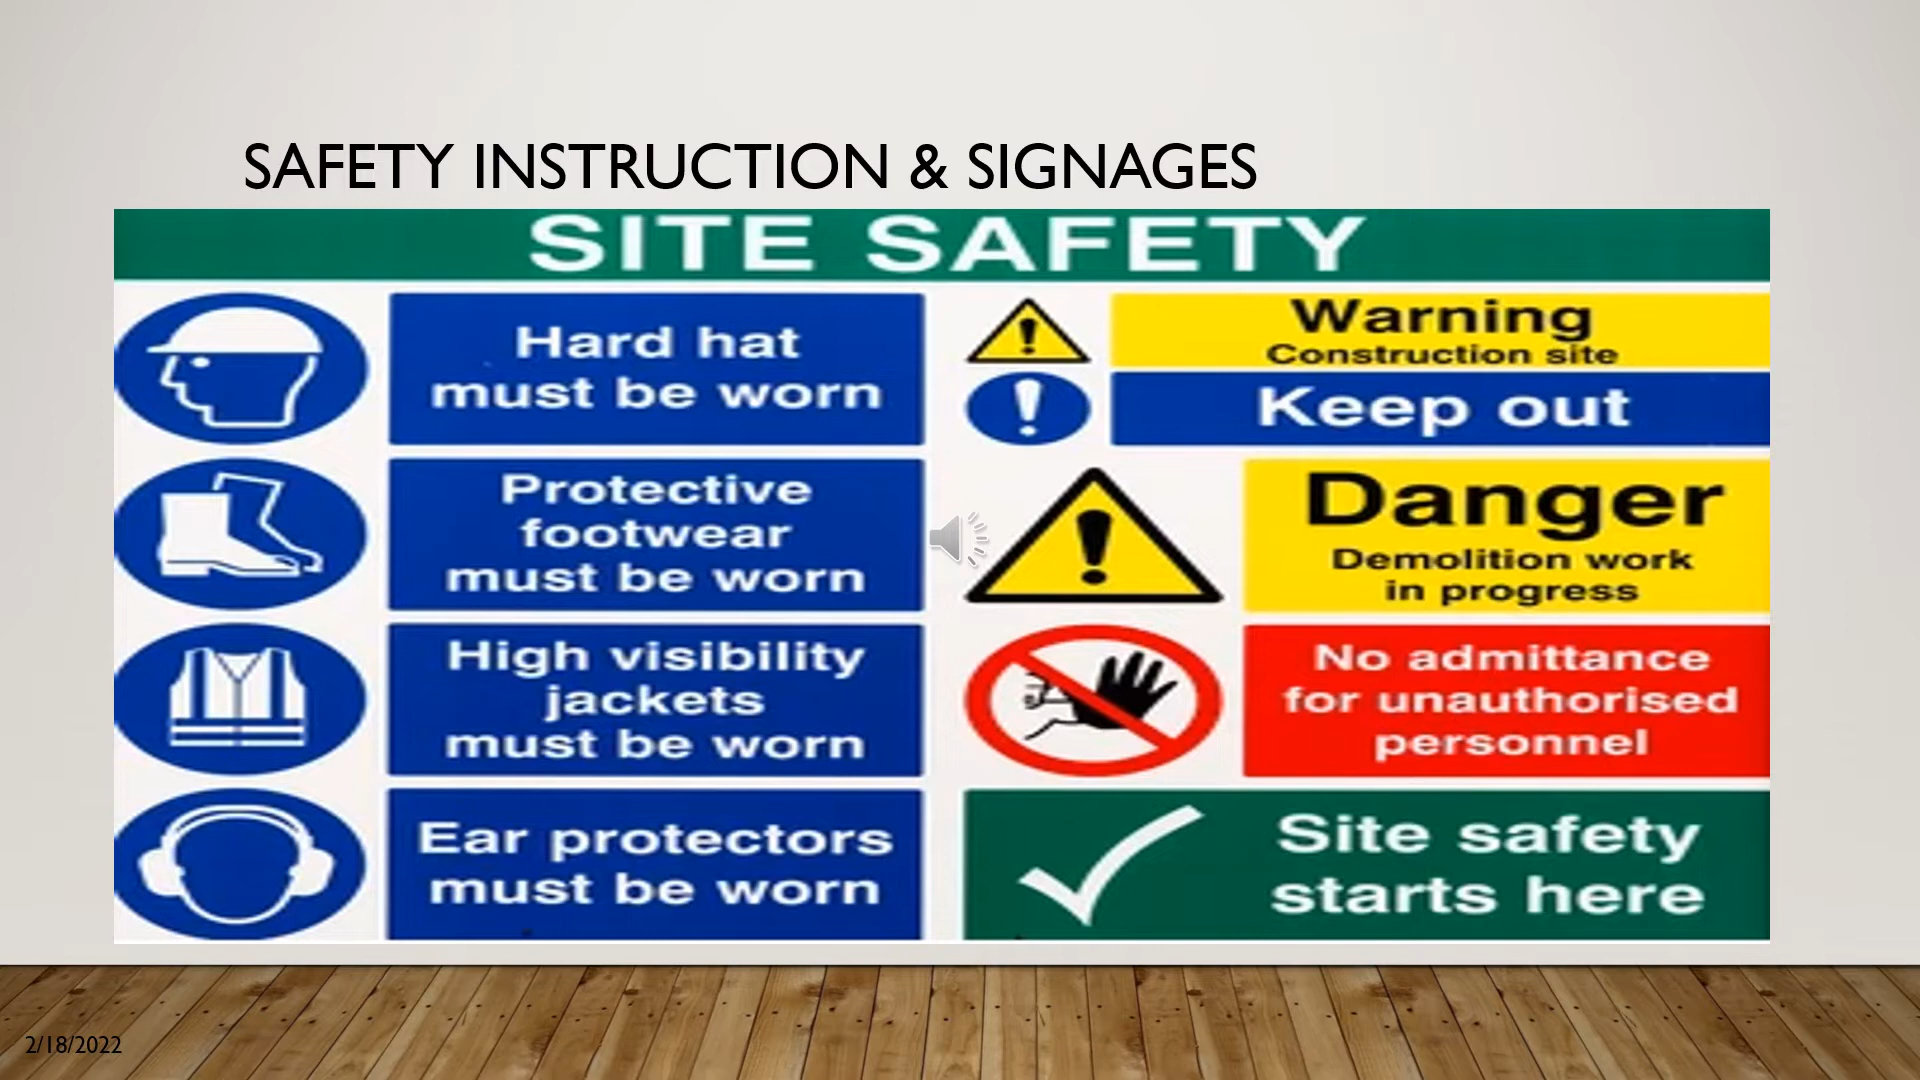 SAFETY INSTRUCTION & SIGNAGES
SITE SAFETY
Hard hat
must be worn
Protective
footwear
must be worn
High visibility
jackets
must be worn
Ear protectors
must be worn
Warning
Construction site
Keep out
Danger
Demolition work
in progress
No admittance
for unauthorised
personnel
Site safety
starts here
2/18/2022